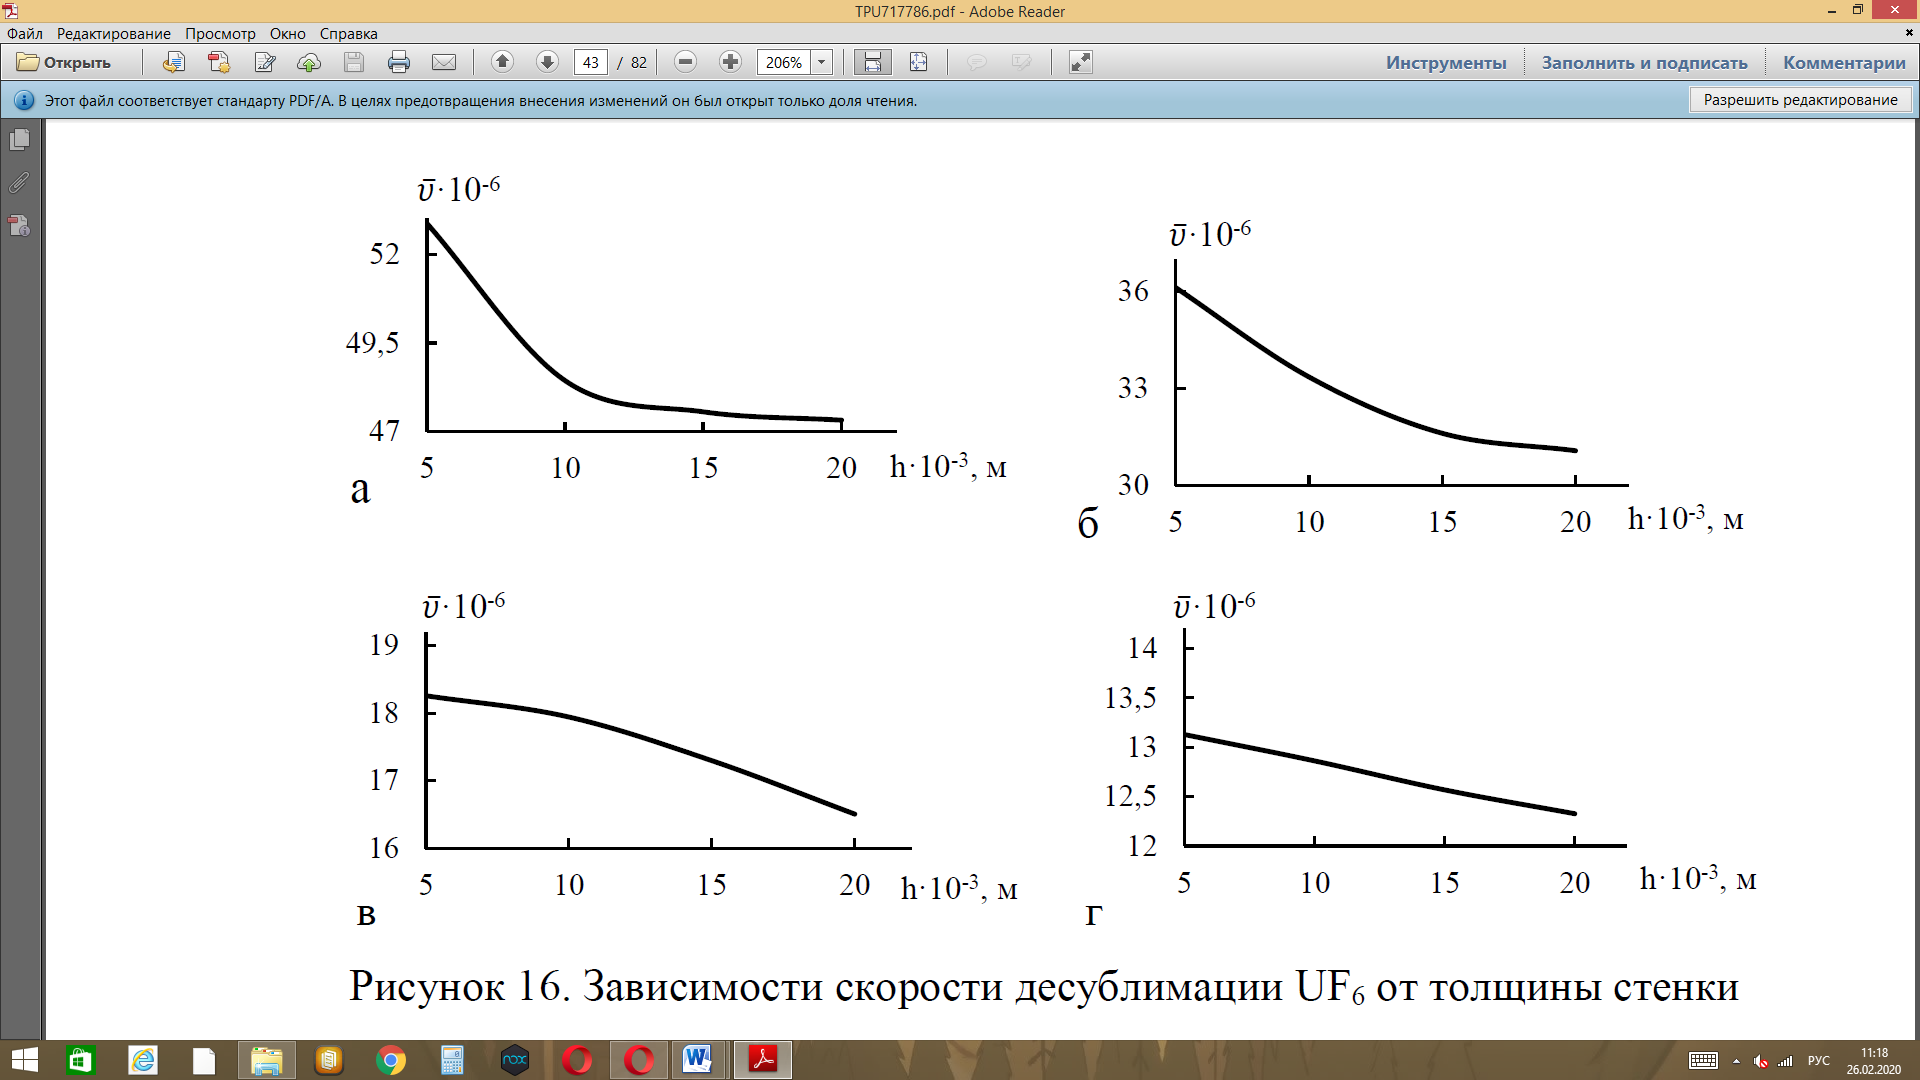 TPU717786.pdf - Adobe Reader
Файл Редактирование Просмотр Окно Справка
Открыть 43 / 82 206% Инструменты Заполнить и подписать Комментарии
Этот файл соответствует стандарту PDF/A. В целях предотвращения внесения изменений он был открыт только доля чтения. Разрешить редактирование
ῡ·10⁻⁶
52
49,5
47
5 10 15 20 h·10⁻³, м
а
ῡ·10⁻⁶
36
33
30
5 10 15 20 h·10⁻³, м
б
ῡ·10⁻⁶
19
18
17
16
5 10 15 20 h·10⁻³, м
в
ῡ·10⁻⁶
14
13,5
13
12,5
12
5 10 15 20 h·10⁻³, м
г
Рисунок 16. Зависимости скорости десублимации UF₆ от толщины стенки
nox
РУС
11:18
26.02.2020